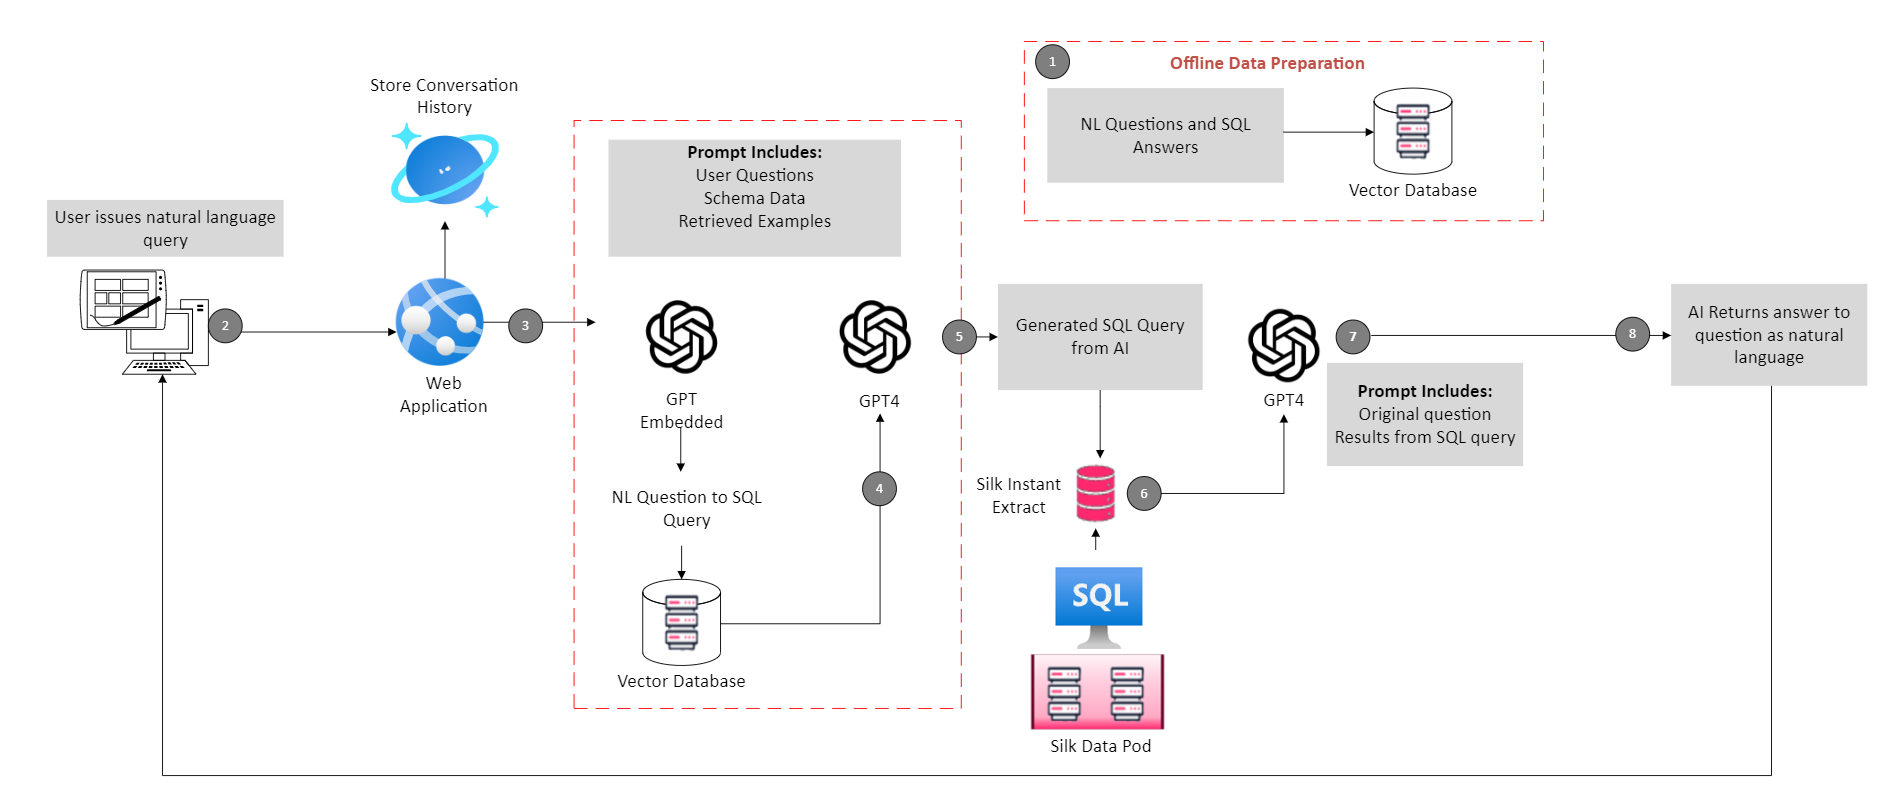 1
Offline Data Preparation
NL Questions and SQL
Answers
Vector Database
Store Conversation
History
User issues natural language
query
2
Web
Application
3
Prompt Includes:
User Questions
Schema Data
Retrieved Examples
GPT
Embedded
NL Question to SQL
Query
Vector Database
4
GPT4
5
Generated SQL Query
from AI
Silk Instant
Extract
6
SQL
Silk Data Pod
GPT4
7
Prompt Includes:
Original question
Results from SQL query
8
AI Returns answer to
question as natural
language